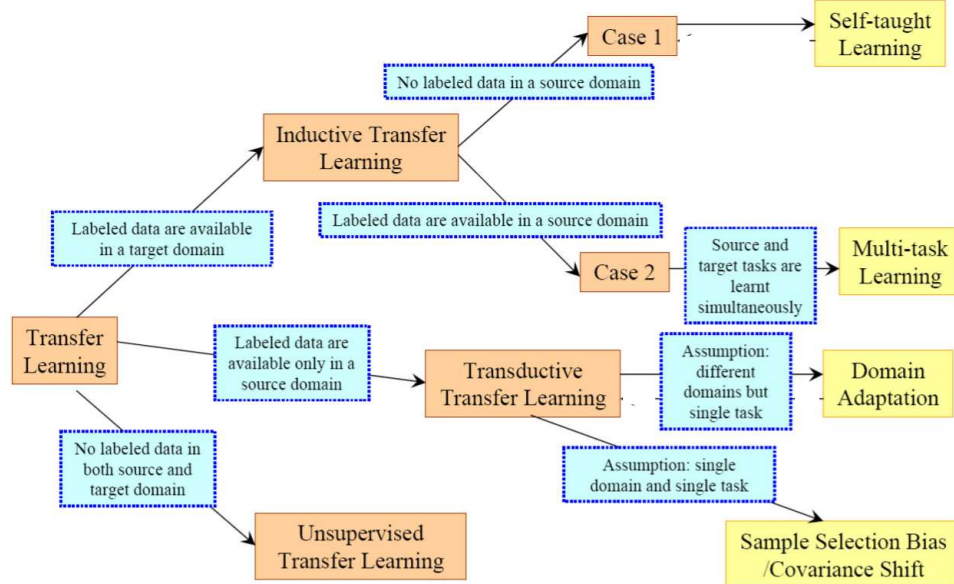 Case 1
Self-taught
Learning
No labeled data in a source domain
Inductive Transfer
Learning
Labeled data are available
in a target domain
Labeled data are available in a source domain
Case 2
Source and
target tasks are
learnt
simultaneously
Multi-task
Learning
Transfer
Learning
Labeled data are
available only in a
source domain
Transductive
Transfer Learning
Assumption:
different
domains but
single task
Domain
Adaptation
No labeled data in
both source and
target domain
Assumption: single
domain and single task
Unsupervised
Transfer Learning
Sample Selection Bias
/Covariance Shift